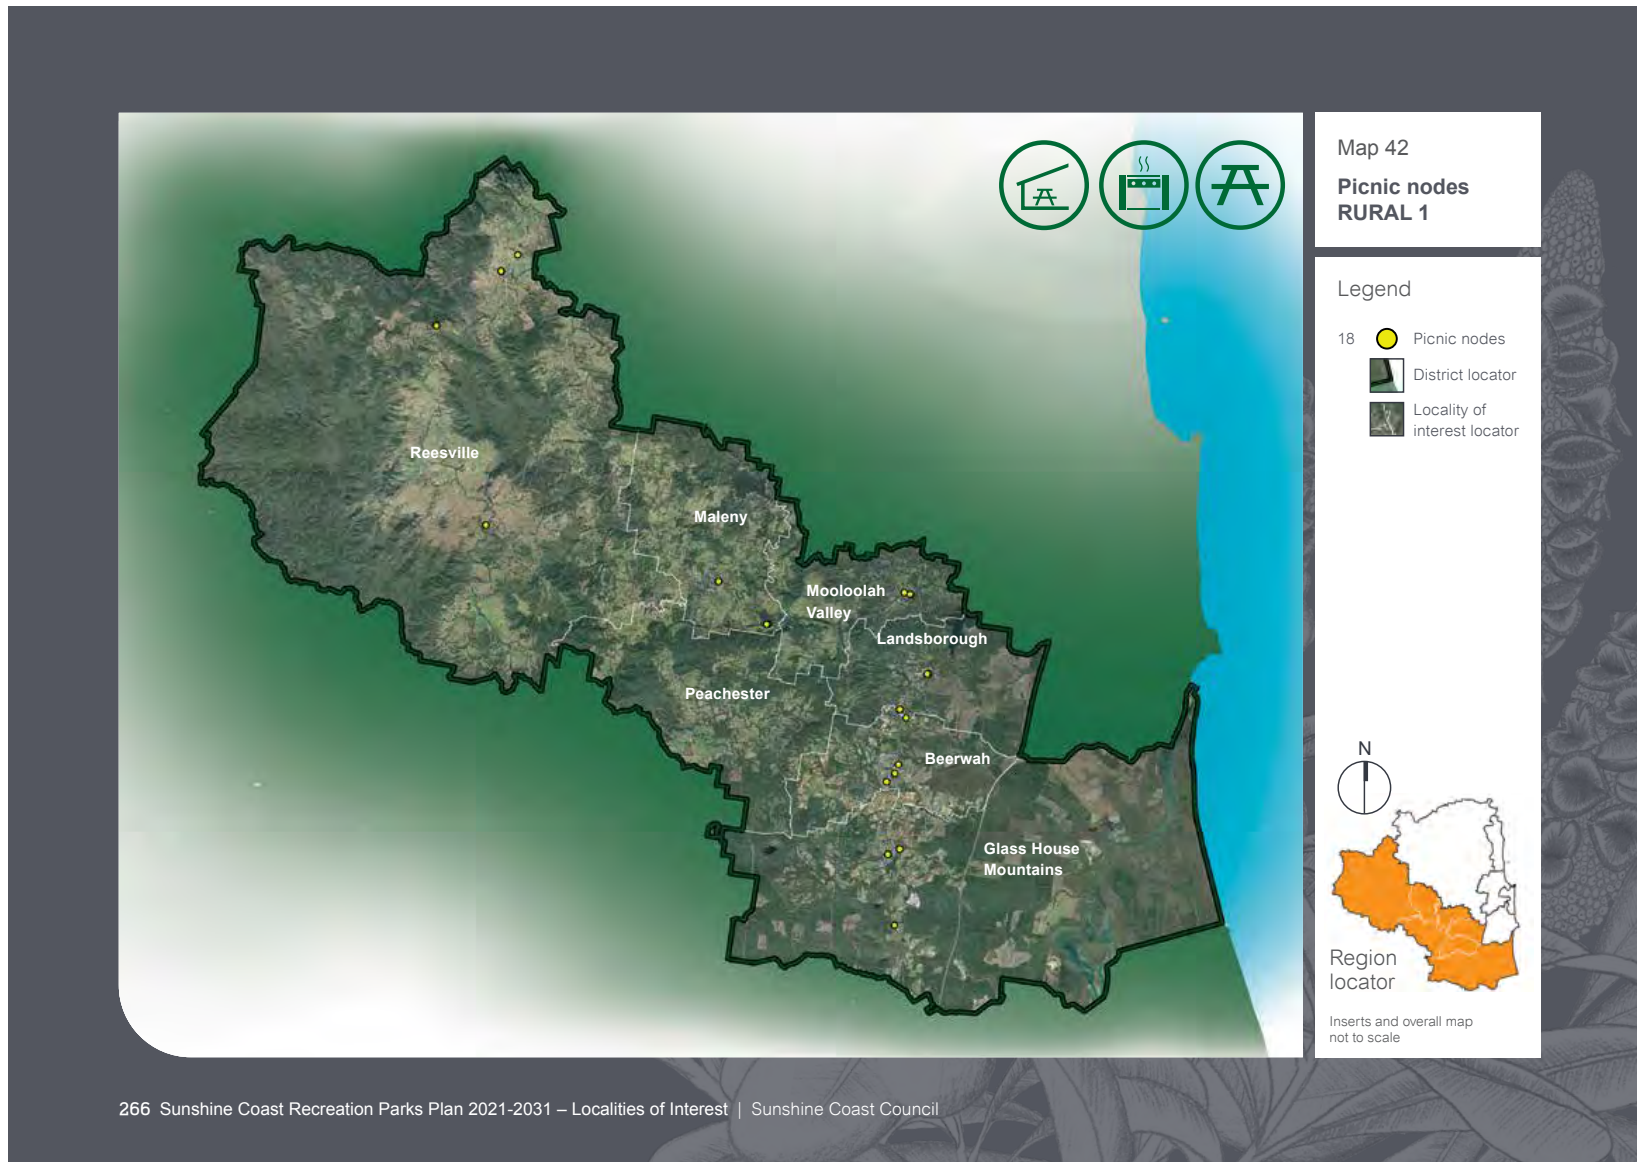 Map 42
Picnic nodes
RURAL 1
Legend
18 Picnic nodes
District locator
Locality of
interest locator
Reesville
Maleny
Mooloolah
Valley
Landsborough
Peachester
Beerwah
Glass House
Mountains
N
Region
locator
Inserts and overall map
not to scale
266 Sunshine Coast Recreation Parks Plan 2021-2031 – Localities of Interest | Sunshine Coast Council